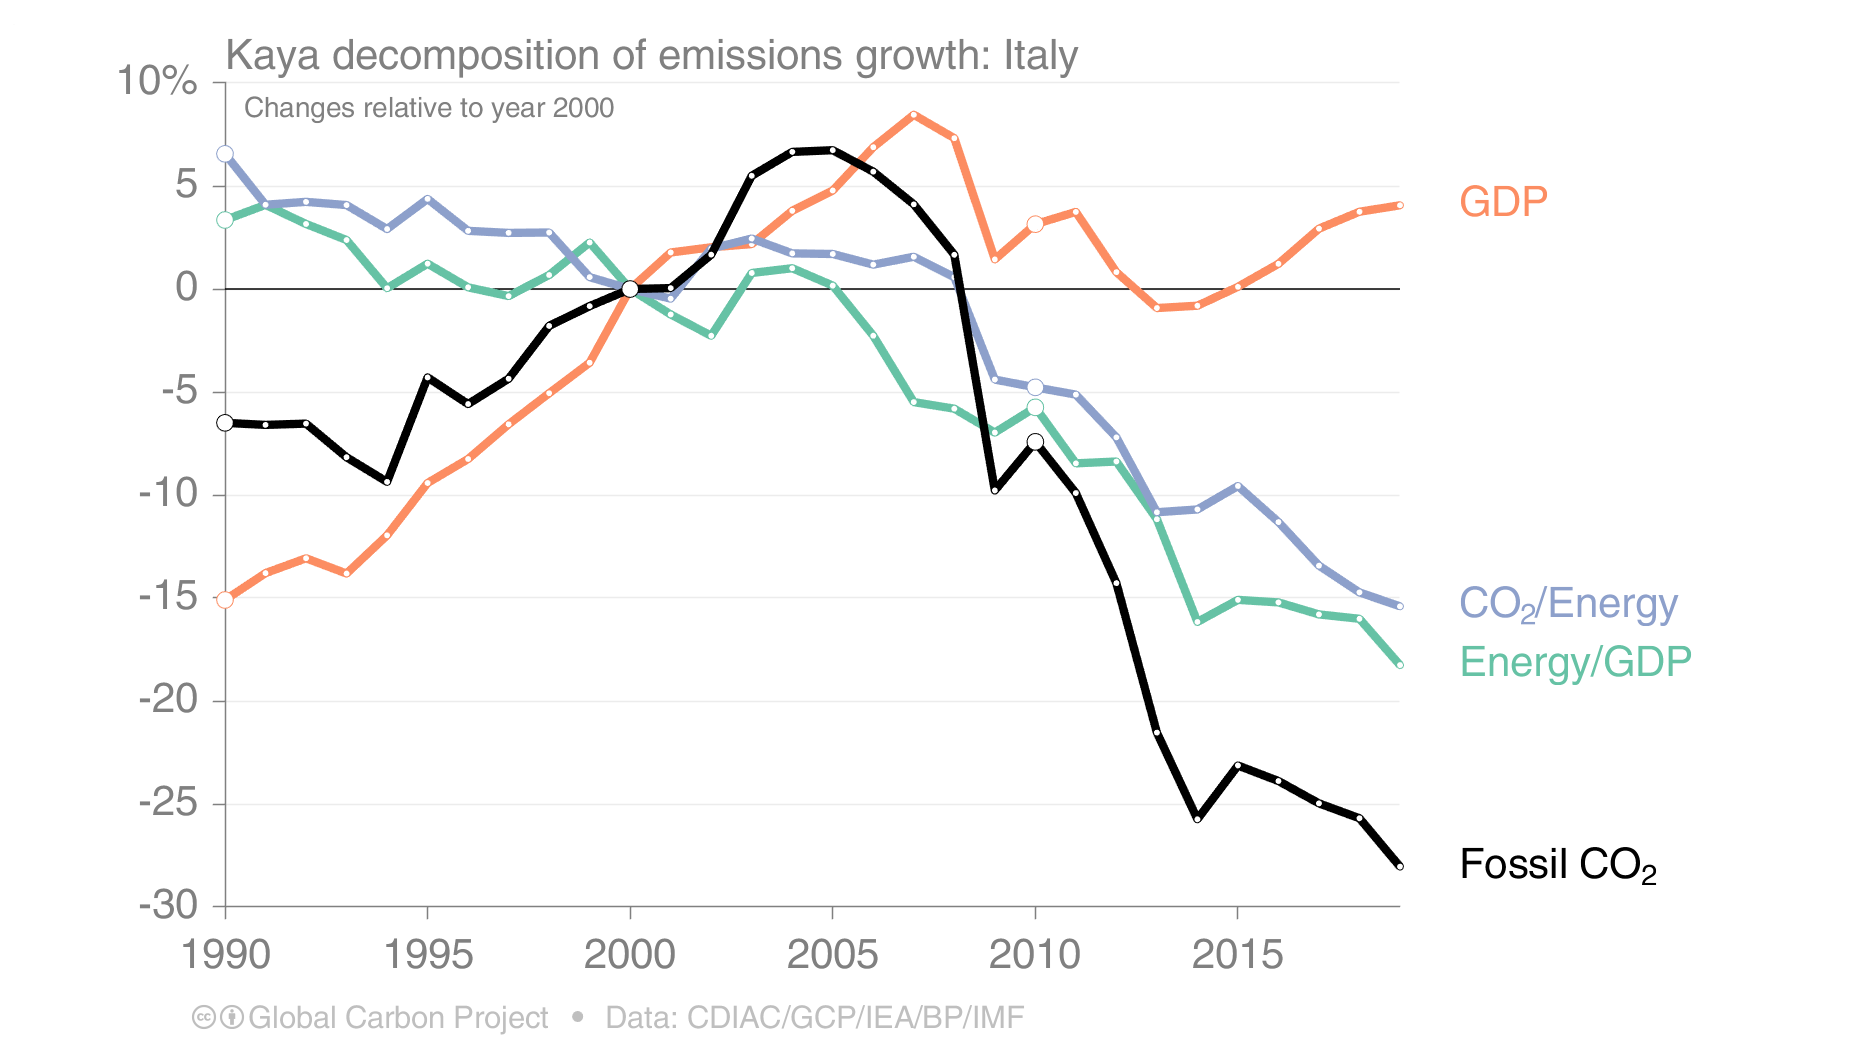 Kaya decomposition of emissions growth: Italy
Changes relative to year 2000
10%
5
0
-5
-10
-15
-20
-25
-30
GDP
CO₂/Energy
Energy/GDP
Fossil CO₂
1990 1995 2000 2005 2010 2015
cc Global Carbon Project • Data: CDIAC/GCP/IEA/BP/IMF